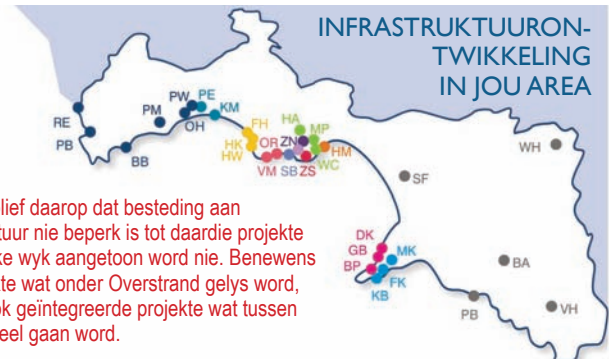 INFRASTRUKTUURON-
TWIKKELING
IN JOU AREA
RE
PB
BB
PM
PW
PE
OH
KM
FH
HK
HW
OR
VM
HA
ZN
SB
ZS
MP
WC
HM
DK
GB
BP
MK
FK
KB
SF
WH
BA
PB
VH
lief daarop dat besteding aan
tuur nie beperk is tot daardie projekte
ke wyk aangetoon word nie. Benewens
kte wat onder Overstrand gelys word,
ok geïntegreerde projekte wat tussen
eel gaan word.